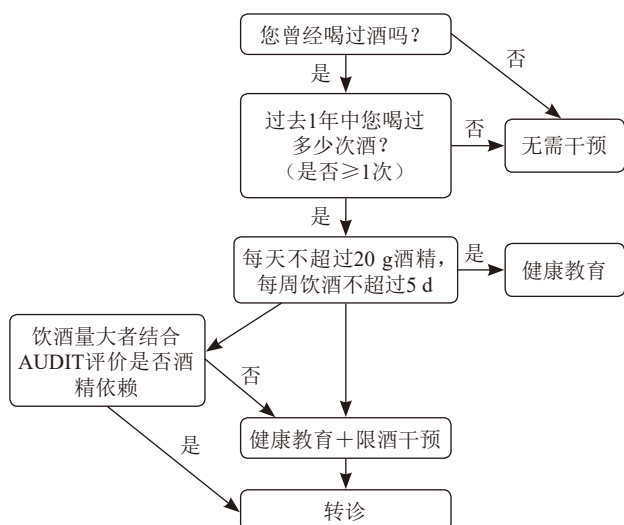 您曾经喝过酒吗？
否
是
过去1年中您喝过
多少次酒？
（是否≥1次）
否
无需干预
是
每天不超过20 g酒精，
每周饮酒不超过5 d
是
健康教育
饮酒量大者结合
AUDIT评价是否酒
精依赖
否
健康教育＋限酒干预
是
转诊